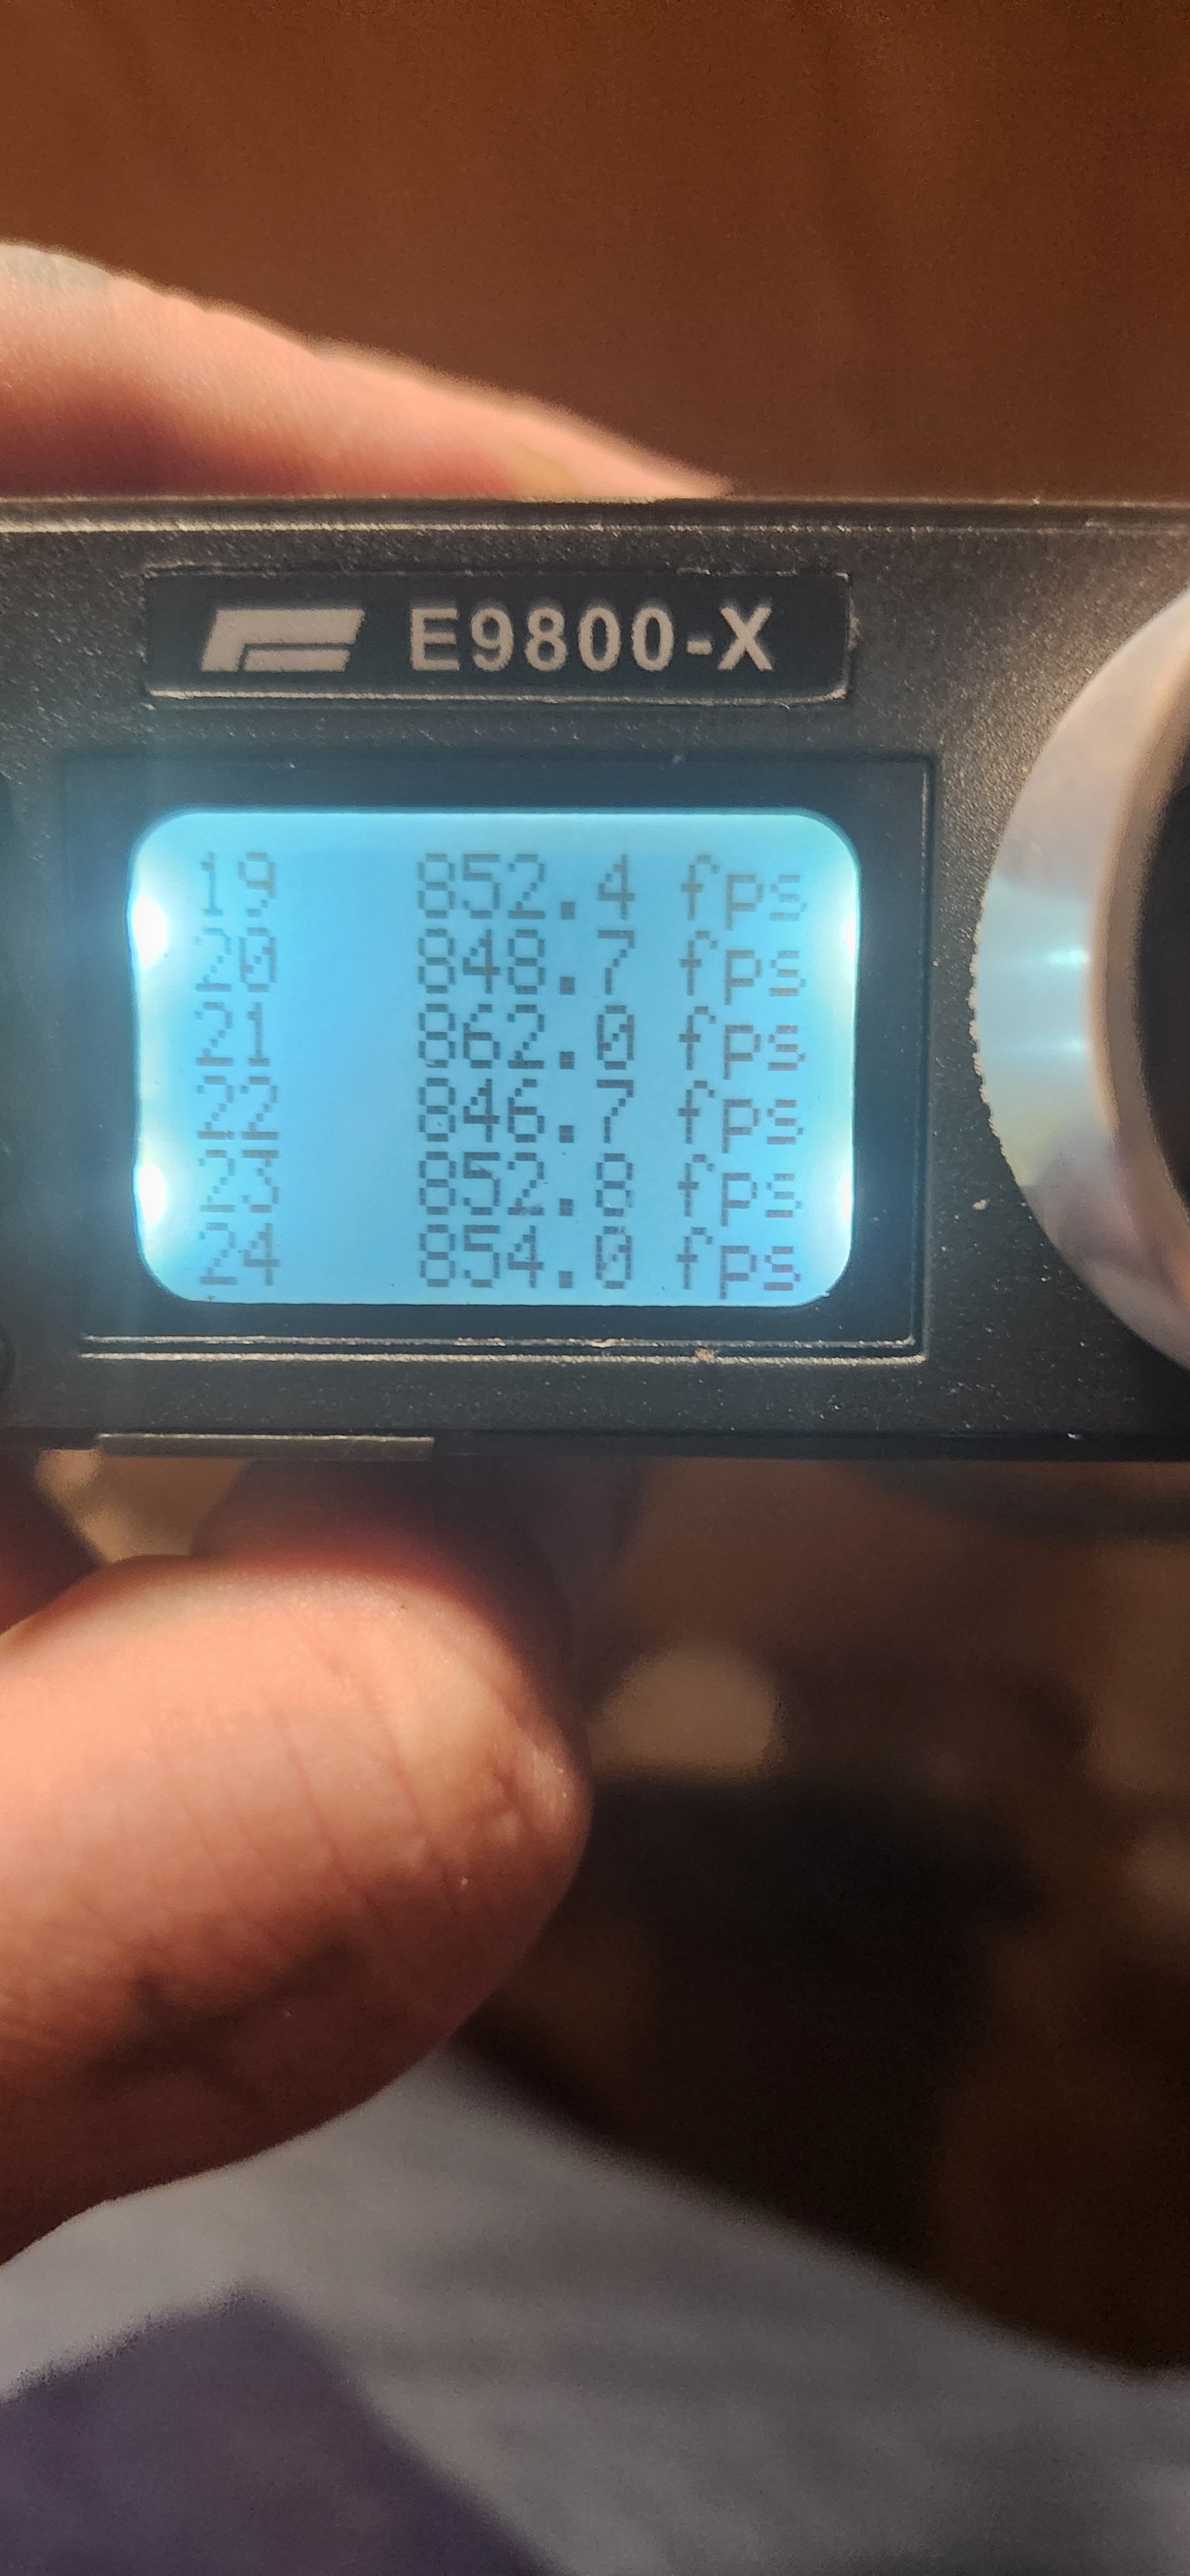 E9800-X
19 852.4 fps
20 848.7 fps
21 862.0 fps
22 846.7 fps
23 852.8 fps
24 854.0 fps